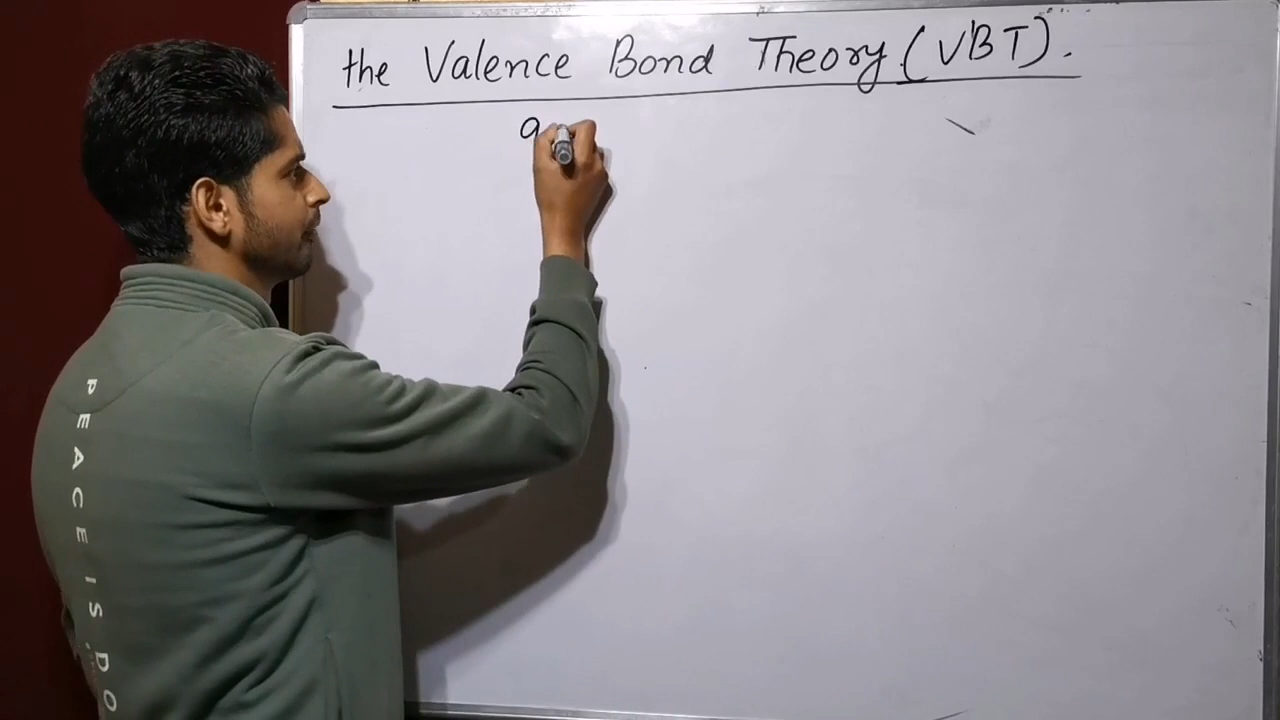 the Valence Bond Theory (VBT).
PEACE IS DO